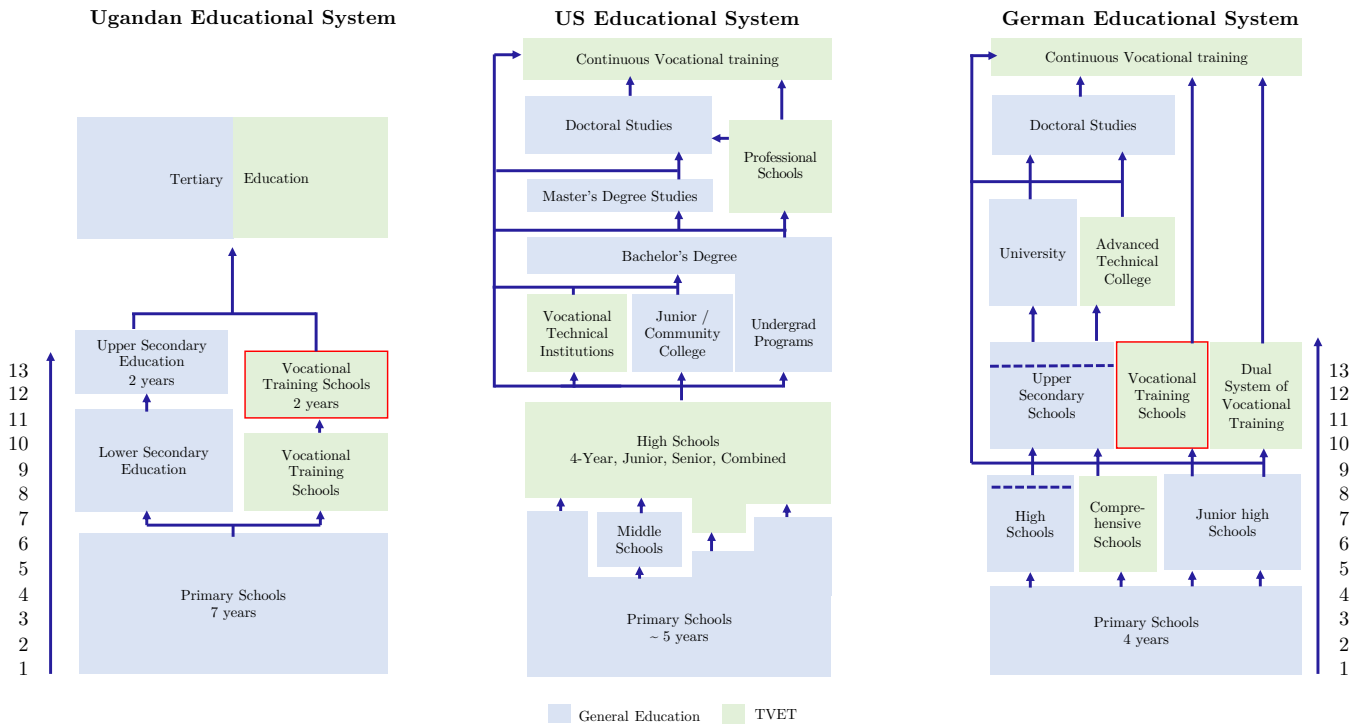 Ugandan Educational System
Tertiary Education
Upper Secondary
Education
2 years
Vocational
Training Schools
2 years
Lower Secondary
Education
Vocational
Training
Schools
Primary Schools
7 years
13
12
11
10
9
8
7
6
5
4
3
2
1
US Educational System
Continuous Vocational training
Doctoral Studies
Professional
Schools
Master's Degree Studies
Bachelor's Degree
Vocational
Technical
Institutions
Junior /
Community
College
Undergrad
Programs
High Schools
4-Year, Junior, Senior, Combined
Middle
Schools
Primary Schools
~ 5 years
German Educational System
Continuous Vocational training
Doctoral Studies
University
Advanced
Technical
College
Upper
Secondary
Schools
Vocational
Training
Schools
Dual
System of
Vocational
Training
High
Schools
Compre-
hensive
Schools
Junior high
Schools
Primary Schools
4 years
13
12
11
10
9
8
7
6
5
4
3
2
1
General Education
TVET